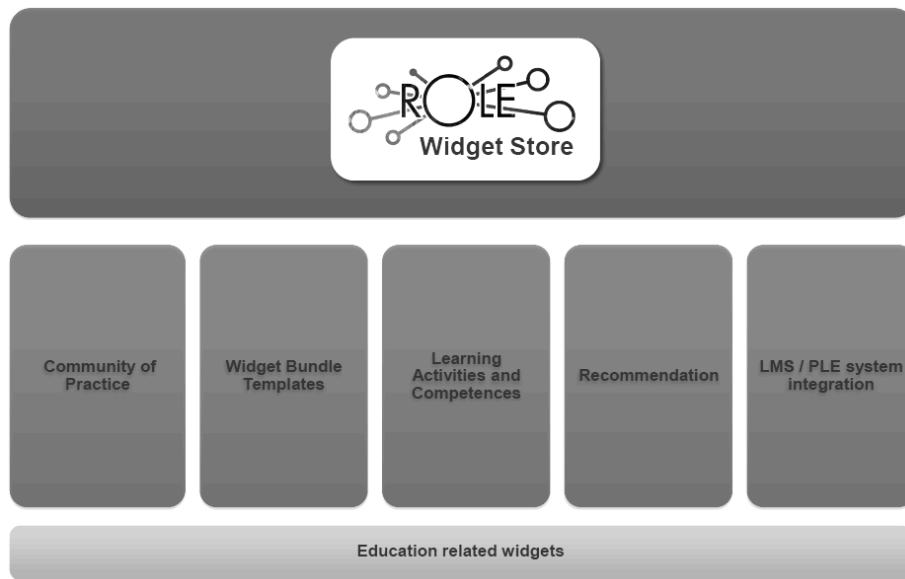 ROLE
Widget Store
Community of
Practice
Widget Bundle
Templates
Learning
Activities and
Competences
Recommendation
LMS / PLE system
integration
Education related widgets